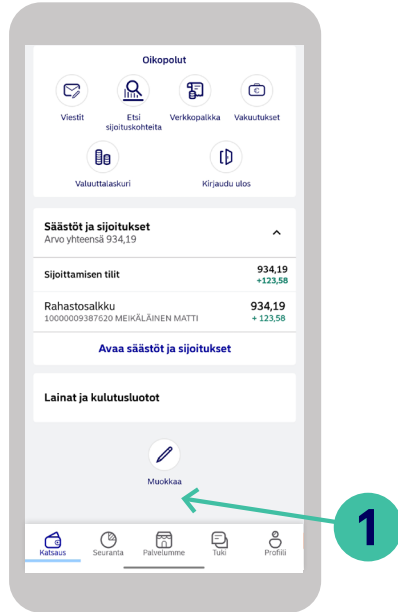 Oikopolut
Viestit
Etsi
sijoituskohteita
Verkkopalkka
Vakuutukset
€
Valuuttalaskuri
Kirjaudu ulos
Säästöt ja sijoitukset
Arvo yhteensä 934,19
Sijoittamisen tilit
934,19
+123,58
Rahastosalkku
934,19
10000009387620 MEIKÄLÄINEN MATTI
+ 123,58
Avaa säästöt ja sijoitukset
Lainat ja kulutusluotot
Muokkaa
1
Katsaus
Seuranta
Palvelumme
Tuki
Profiili